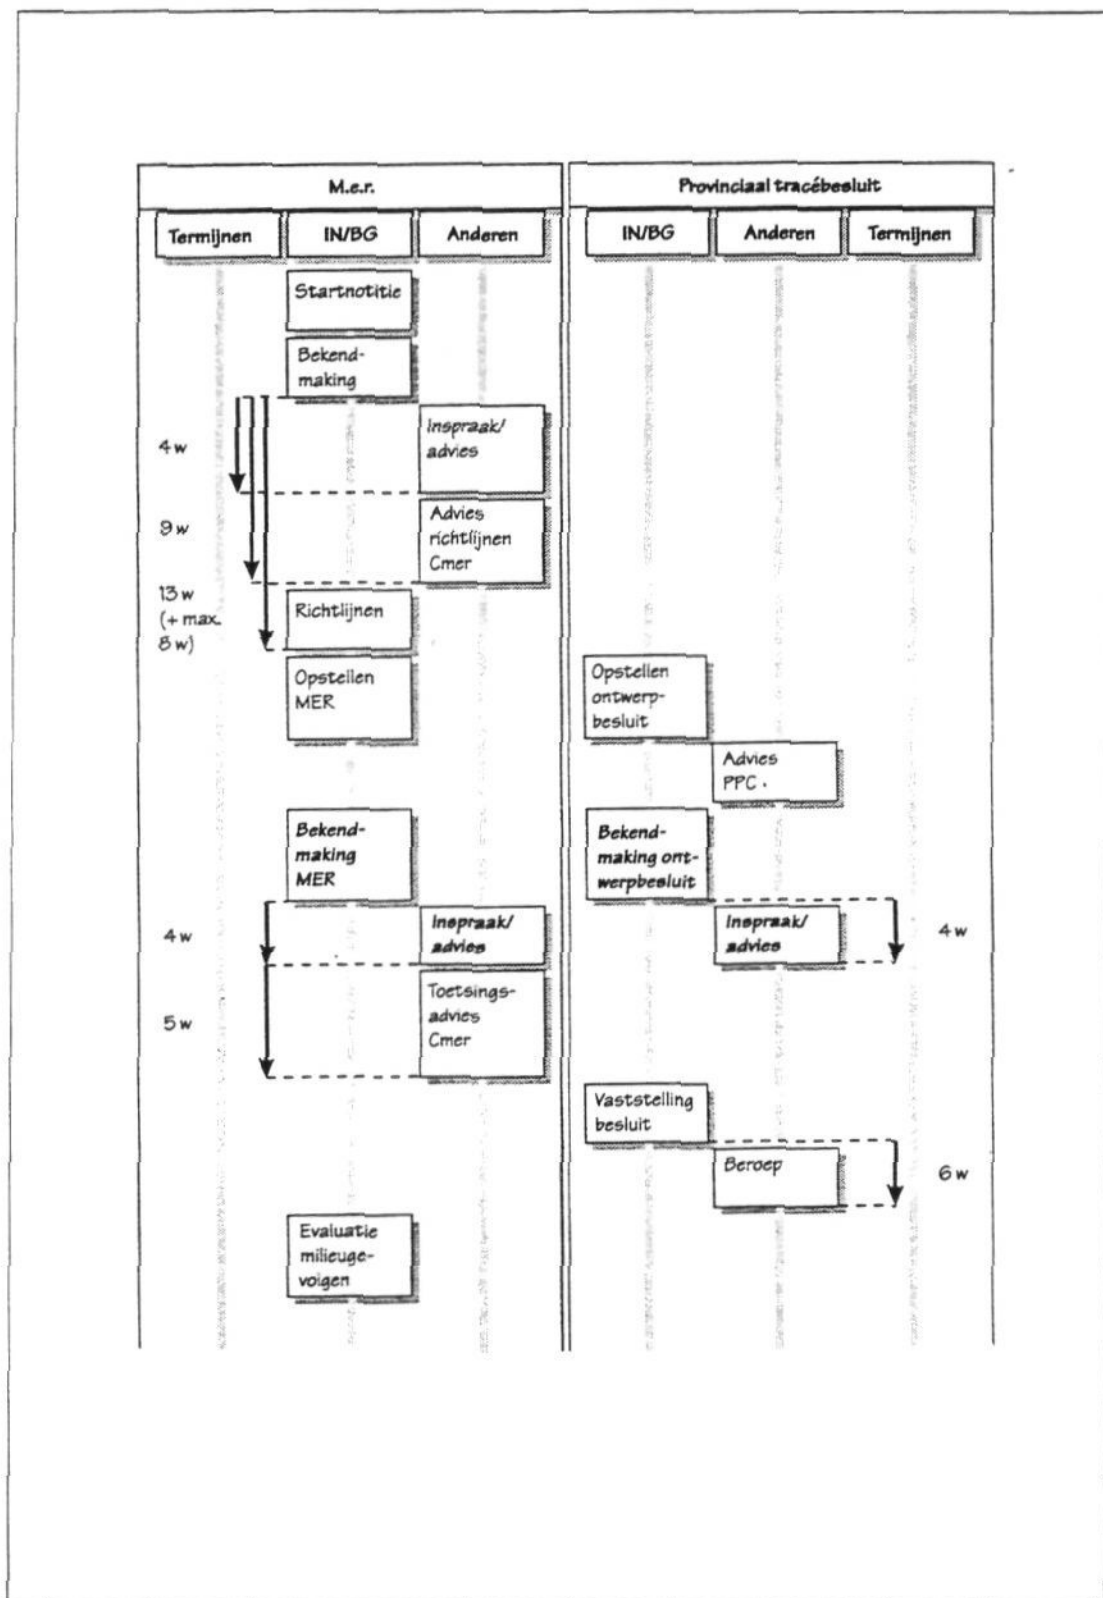 M.e.r.
Provinciaal tracébesluit
Termijnen
IN/BG
Anderen
IN/BG
Anderen
Termijnen
Startnotitie
Bekend-
making
4 w
Inspraak/
advies
9 w
Advies
richtlijnen
Cmer
13 w
(+ max.
8 w)
Richtlijnen
Opstellen
MER
Opstellen
ontwerp-
besluit
Advies
PPC
Bekend-
making
MER
Bekend-
making ont-
werpbesluit
4 w
Inspraak/
advies
Inspraak/
advies
4 w
5 w
Toetsings-
advies
Cmer
Vaststelling
besluit
Beroep
6 w
Evaluatie
milieuge-
volgen